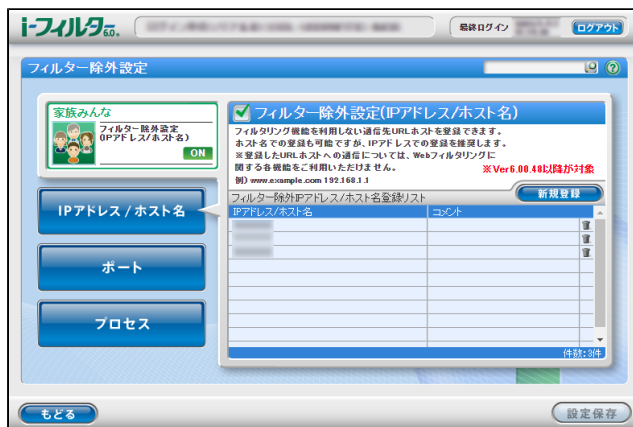 i-フィルター6.0.
最終ログイン
ログアウト
フィルター除外設定
家族みんな
フィルター除外設定
(IPアドレス/ホスト名)
ON
IPアドレス / ホスト名
ポート
プロセス
フィルター除外設定(IPアドレス/ホスト名)
フィルタリング機能を利用しない通信先URLホストを登録できます。
ホスト名での登録も可能ですが、IPアドレスでの登録を推奨します。
※登録したURLホストへの通信については、Webフィルタリングに
関する各機能をご利用いただけません。
※Ver6.00.48以降が対象
例) www.example.com 192.168.1.1
フィルター除外IPアドレス/ホスト名登録リスト
新規登録
IPアドレス/ホスト名 コメント
件数: 3件
もどる
設定保存